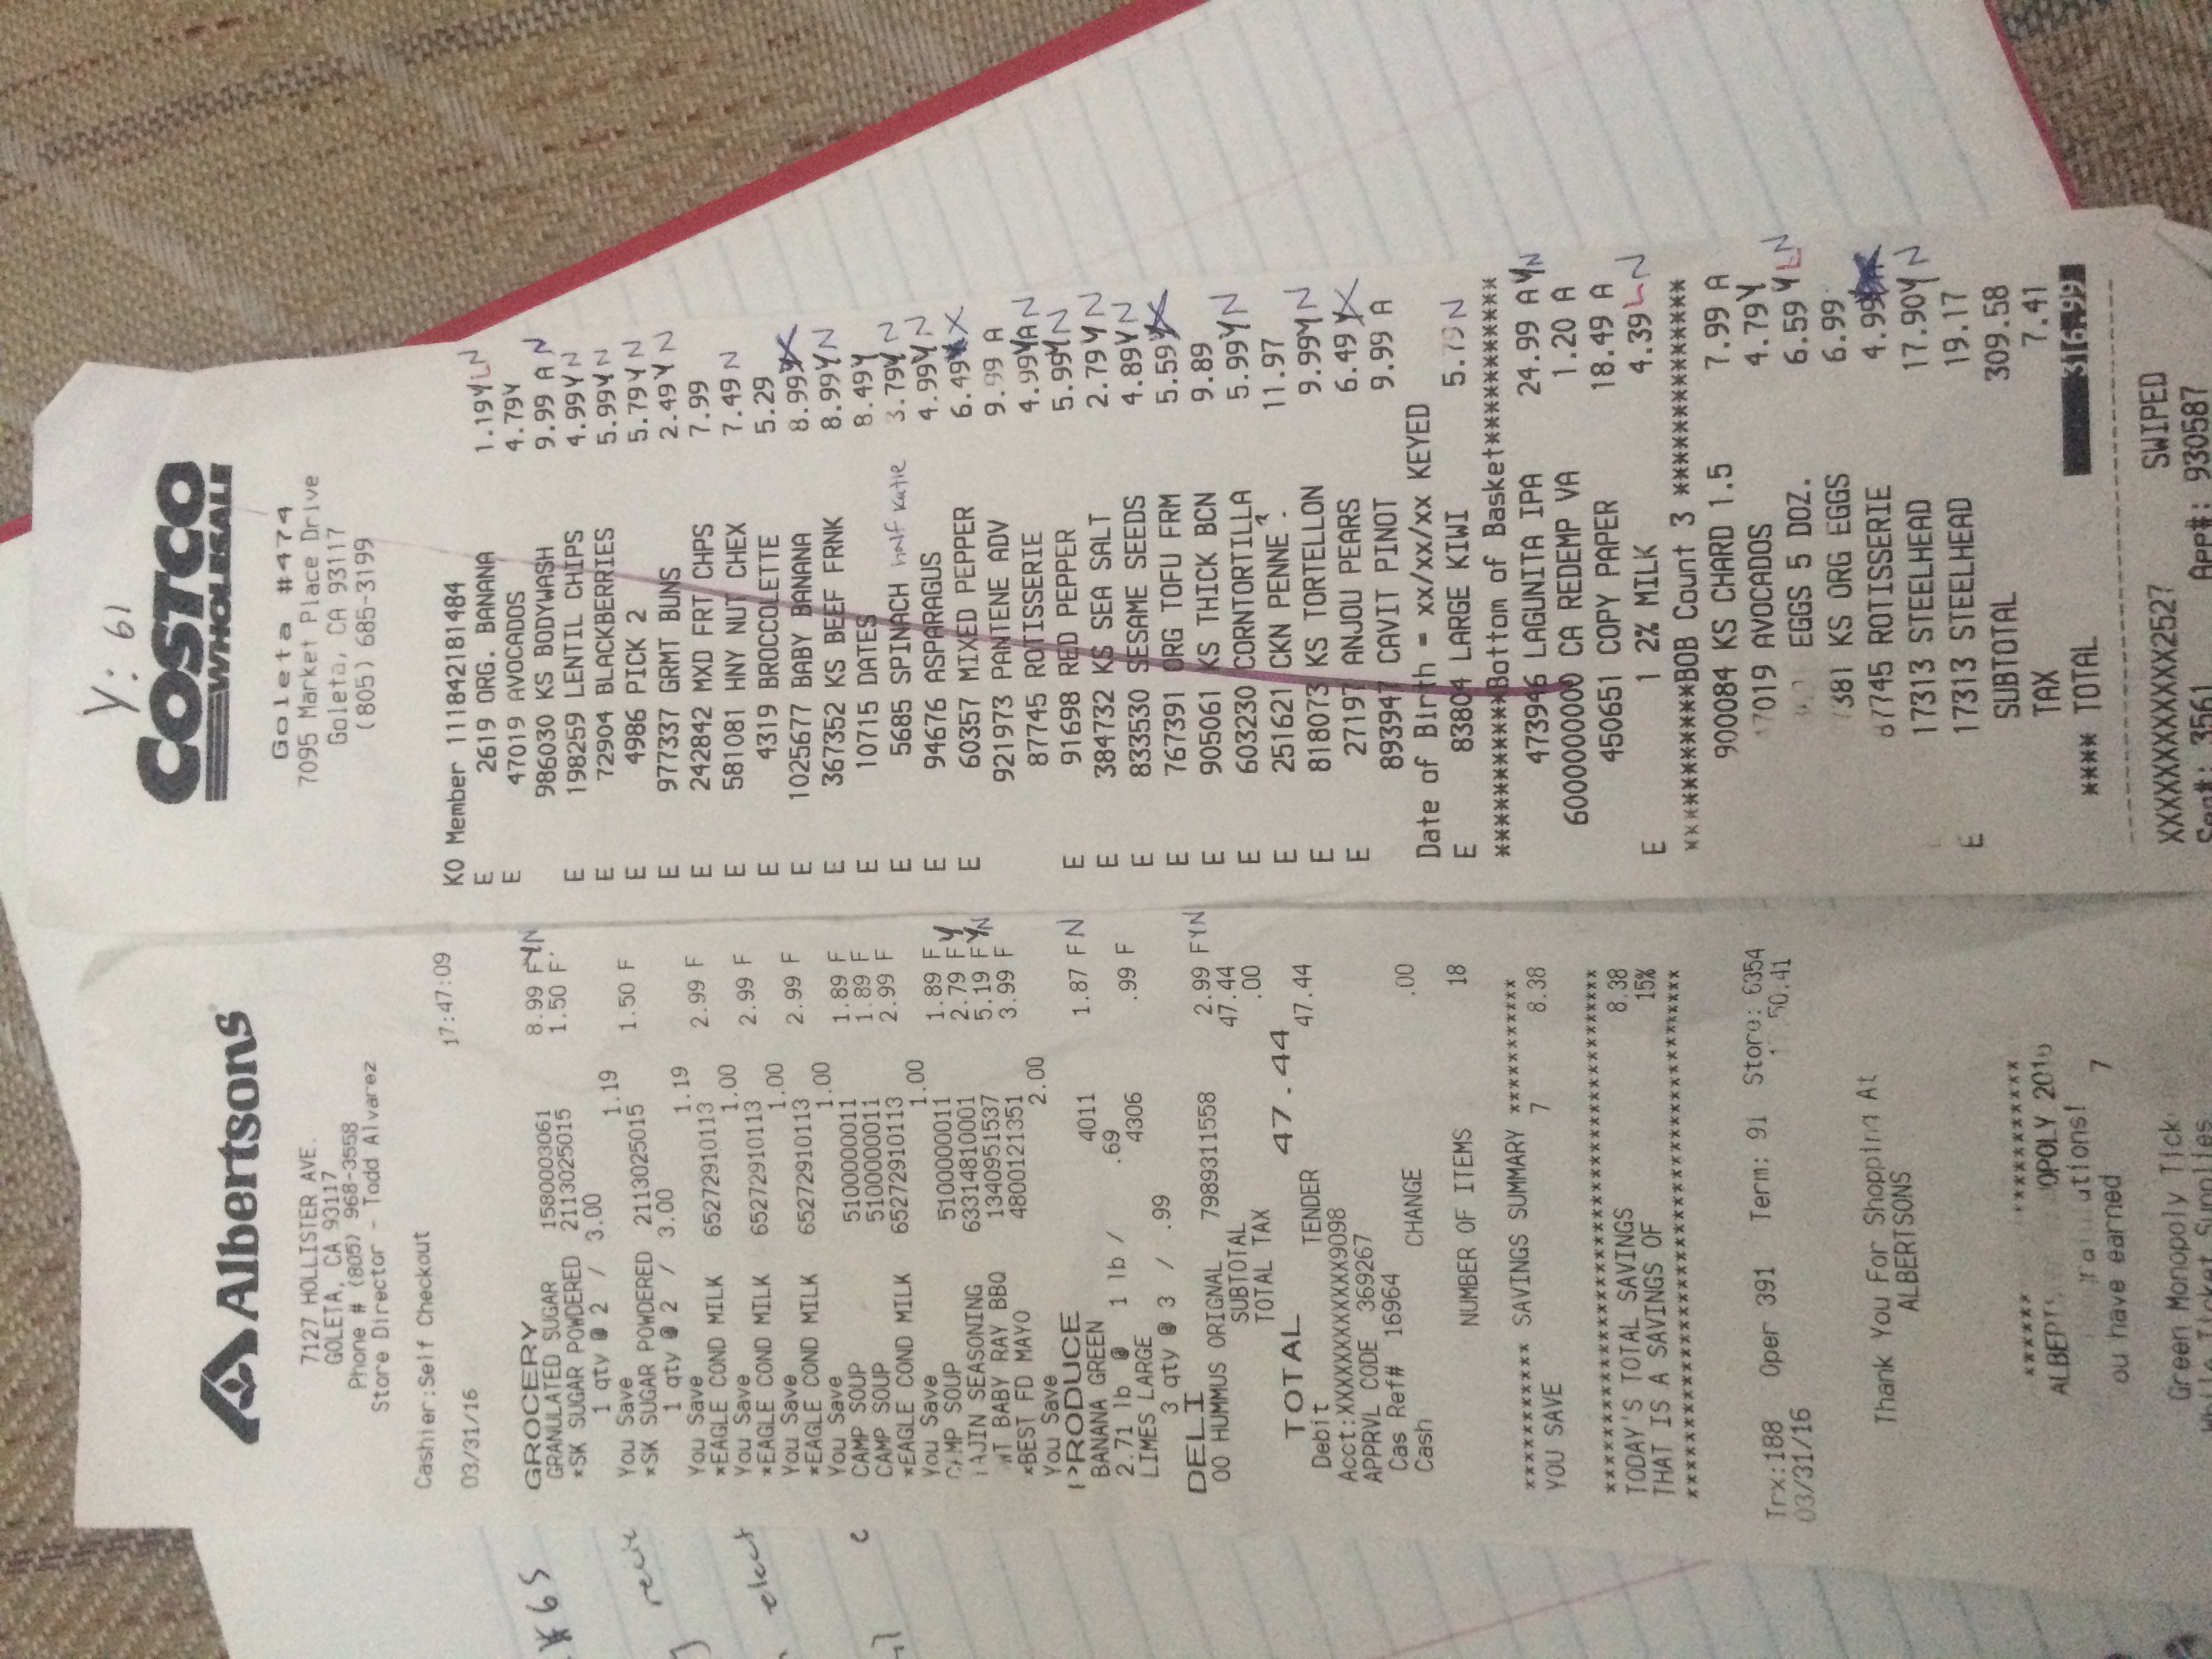 Albertsons
7127 HOLLISTER AVE.
GOLETA, CA 93117
Phone # (805) 968-3558
Store Director - Todd Alvarez
Cashier:Self Checkout
17:47:09
03/31/16
GROCERY
GRANULATED SUGAR 1580003061 8.99 F Y N
*SK SUGAR POWDERED 2113025015 1.50 F
1 qty @ 2 / 3.00
You Save 1.19
*SK SUGAR POWDERED 2113025015 1.50 F
1 qty @ 2 / 3.00
You Save 1.19
*EAGLE COND MILK 65272910113 2.99 F
You Save 1.00
*EAGLE COND MILK 65272910113 2.99 F
You Save 1.00
*EAGLE COND MILK 65272910113 2.99 F
You Save 1.00
CAMP SOUP 5100000011 1.89 F
CAMP SOUP 5100000011 1.89 F
*EAGLE COND MILK 65272910113 2.99 F
You Save 1.00
CAMP SOUP 5100000011 1.89 F
TAJIN SEASONING 63314810001 2.79 F Y
WT BABY RAY BBQ 1340951537 5.19 F Y N
*BEST FD MAYO 4800121351 3.99 F
You Save 2.00
PRODUCE
BANANA GREEN 4011 1.87 F N
2.71 lb @ 1 lb / .69
LIMES LARGE 4306 .99 F
3 qty @ 3 / .99
DELI
OO HUMMUS ORIGNAL 7989311558 2.99 F Y N
SUBTOTAL 47.44
TOTAL TAX .00
TOTAL 47.44
Debit TENDER 47.44
Acct:XXXXXXXXXXXX9098
APPRVL CODE 369267
Cas Ref# 16964
Cash CHANGE .00
NUMBER OF ITEMS 18
*********** SAVINGS SUMMARY ***********
YOU SAVE 7 8.38
TODAY'S TOTAL SAVINGS 8.38
THAT IS A SAVINGS OF 15%
Trx:188 Oper 391 Term: 91 Store: 6354
03/31/16 50:41
Thank You For Shopping At
ALBERTSONS
OPOLY 2016
ou have earned 7
Green Monopoly Tick
While Ticket Supplies
Y: 61
COSTCO
WHOLESALE
Goleta #474
7095 Market Place Drive
Goleta, CA 93117
(805) 685-3199
KO Member 111842181484
E 2619 ORG. BANANA 1.19 Y L N
E 47019 AVOCADOS 4.79 Y
986030 KS BODYWASH 9.99 A N
E 198259 LENTIL CHIPS 4.99 Y N
E 72904 BLACKBERRIES 5.99 Y N
E 4986 PICK 2 5.79 Y N
E 977337 GRMT BUNS 2.49 Y N
E 242842 MXD FRT CHPS 7.99
E 581081 HNY NUT CHEX 7.49 N
E 4319 BROCCOLETTE 5.29
E 1025677 BABY BANANA 8.99
E 367352 KS BEEF FRNK 8.99 Y N
E 10715 DATES 8.49 Y
E 5685 SPINACH half Katie 3.79 Y N
E 94676 ASPARAGUS 4.99 Y N
E 60357 MIXED PEPPER 6.49
921973 PANTENE ADV 9.99 A
87745 ROTISSERIE 4.99 Y A N
E 91698 RED PEPPER 5.99 Y N
E 384732 KS SEA SALT 2.79 Y N
E 833530 SESAME SEEDS 4.89 Y N
E 767391 ORG TOFU FRM 5.59
E 905061 KS THICK BCN 9.89
E 603230 CORNTORTILLA 5.99 Y N
E 251621 CKN PENNE ? 11.97
E 818073 KS TORTELLON 9.99 Y N
E 27197 ANJOU PEARS 6.49
893947 CAVIT PINOT 9.99 A
Date of Birth = xx/xx/xx KEYED
E 83804 LARGE KIWI 5.79 N
***********Bottom of Basket***********
473946 LAGUNITA IPA 24.99 A Y N
6000000000 CA REDEMP VA 1.20 A
450651 COPY PAPER 18.49 A
E 1 2% MILK 4.39 L N
***********BOB Count 3 **************
900084 KS CHARD 1.5 7.99 A
7019 AVOCADOS 4.79 Y
EGGS 5 DOZ. 6.59 Y L N
381 KS ORG EGGS 6.99
87745 ROTISSERIE 4.99
17313 STEELHEAD 17.90 Y N
E 17313 STEELHEAD 19.17
SUBTOTAL 309.58
TAX 7.41
**** TOTAL 316.99
XXXXXXXXXXXX2527 SWIPED
Seq#: 3561 App#: 930587